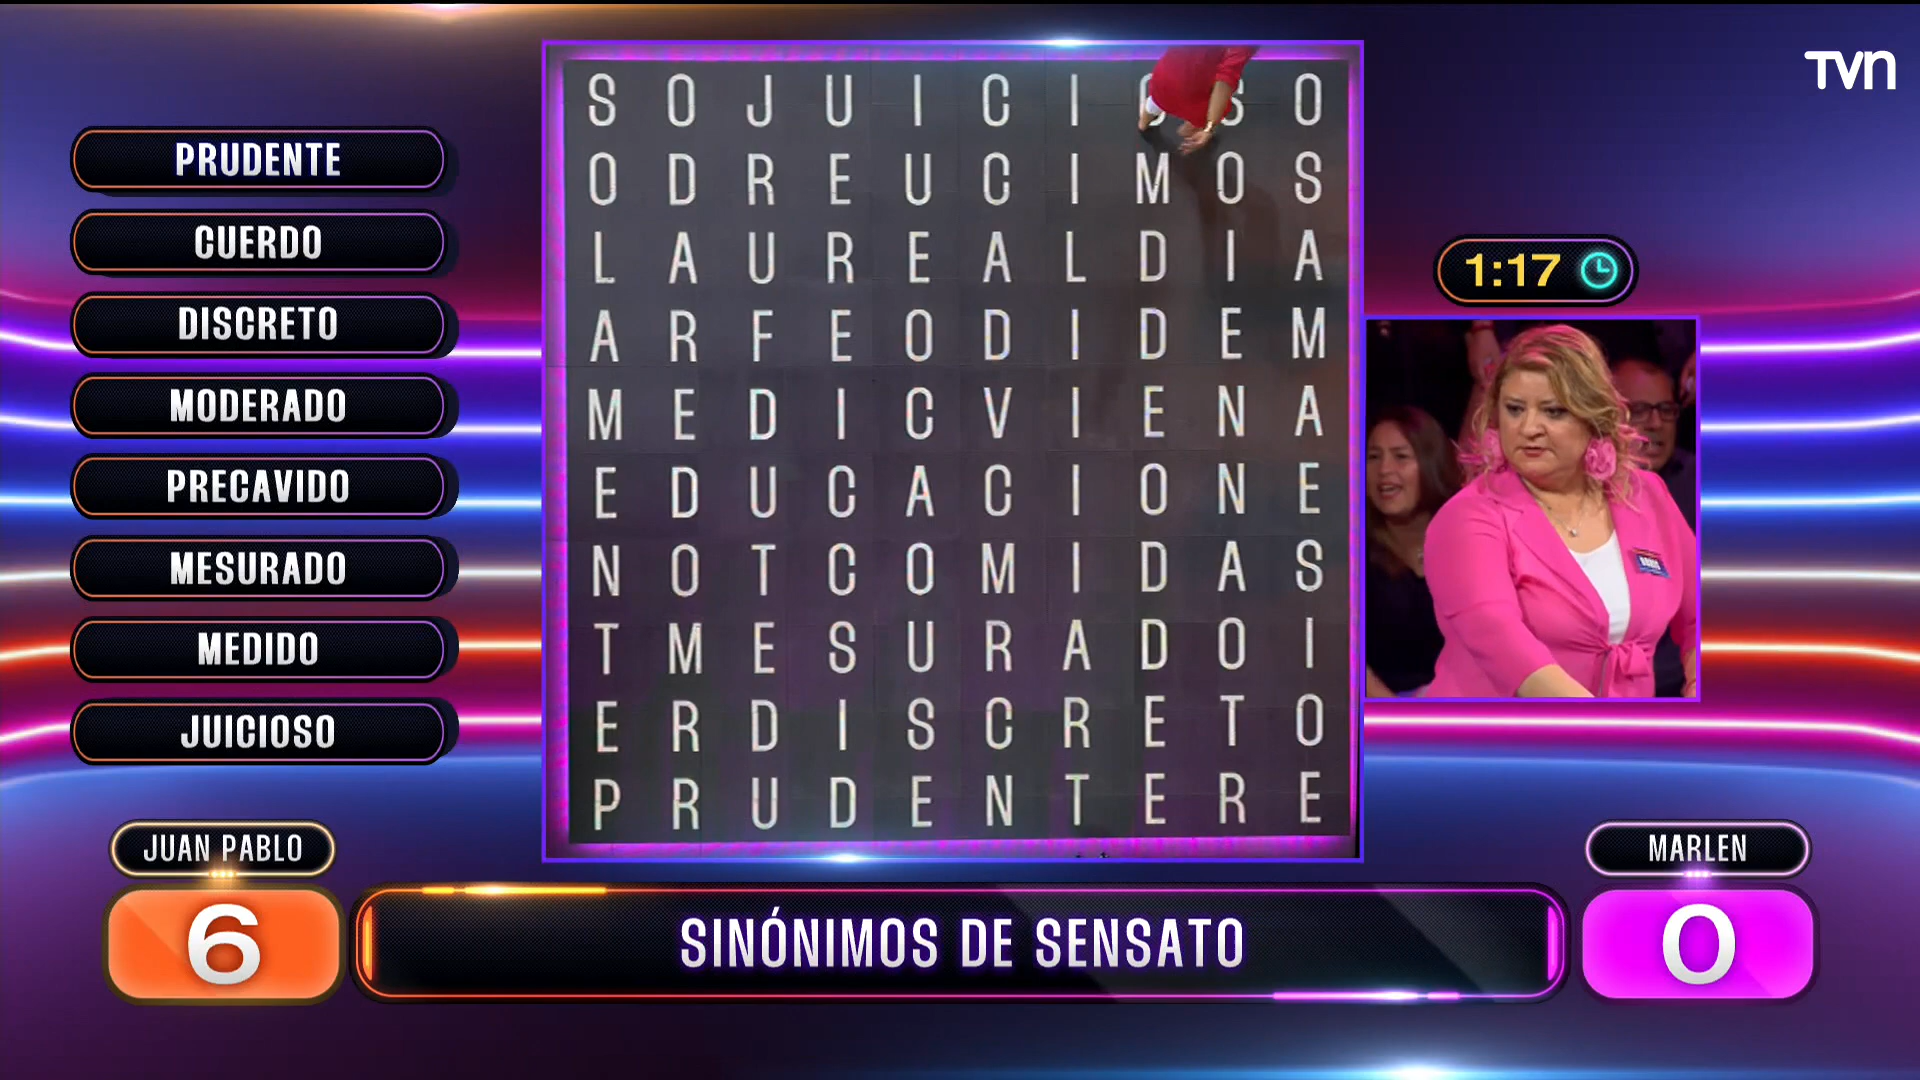 TVN
PRUDENTE
CUERDO
DISCRETO
MODERADO
PRECAVIDO
MESURADO
MEDIDO
JUICIOSO
S O J U I C I O S O
O D R E U C I M O S
L A U R E A L D I A
A R F E O D I D E M
M E D I C V I E N A
E D U C A C I O N E
N O T C O M I D A S
T M E S U R A D O I
E R D I S C R E T O
P R U D E N T E R E
1:17
JUAN PABLO
6
SINÓNIMOS DE SENSATO
MARLEN
0